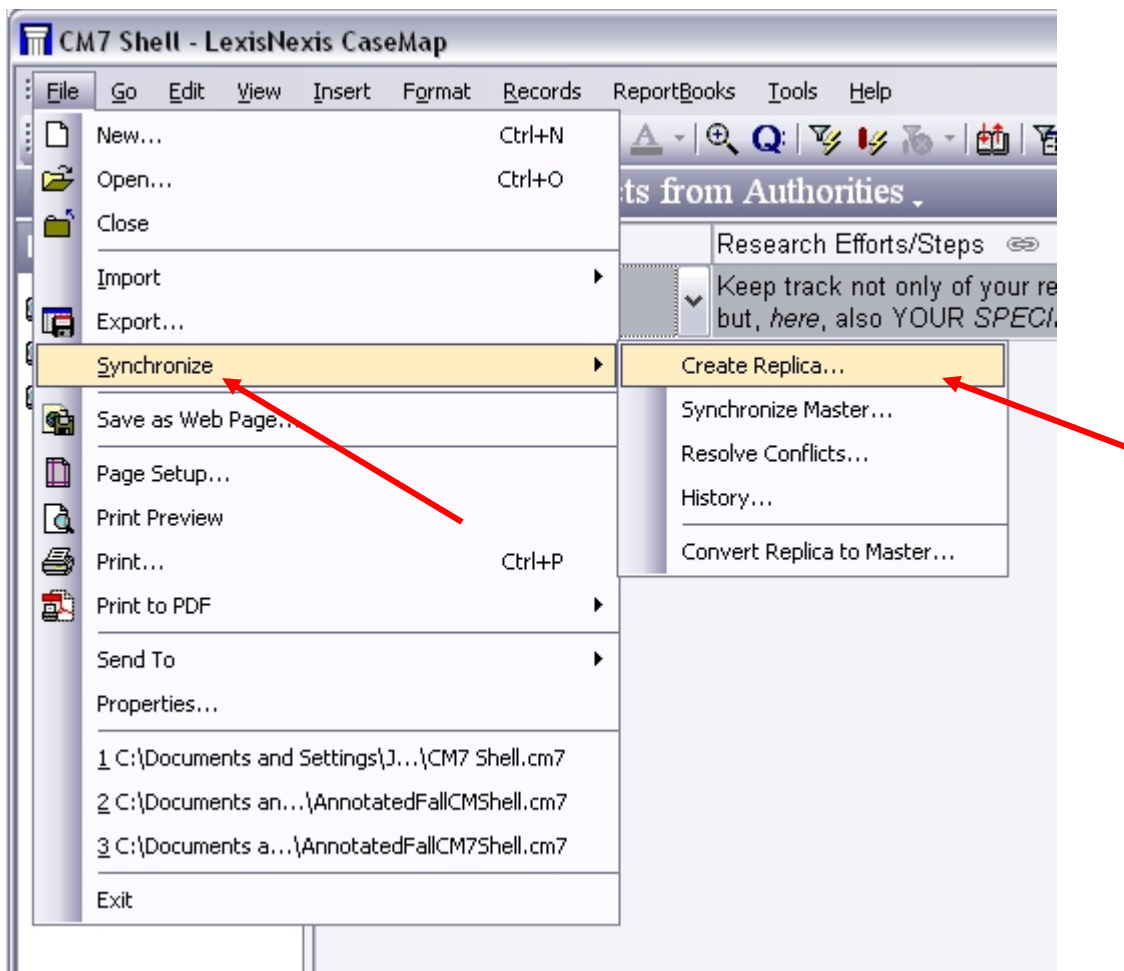 CM7 Shell - LexisNexis CaseMap
File Go Edit View Insert Format Records ReportBooks Tools Help
New... Ctrl+N
Open... Ctrl+O
ts from Authorities
Close
Research Efforts/Steps
Import
Keep track not only of your re
Export...
but, here, also YOUR SPECI
Synchronize
Create Replica...
Synchronize Master...
Save as Web Page...
Resolve Conflicts...
Page Setup...
History...
Print Preview
Convert Replica to Master...
Print... Ctrl+P
Print to PDF
Send To
Properties...
1 C:\Documents and Settings\J...\CM7 Shell.cm7
2 C:\Documents an...\AnnotatedFallCMShell.cm7
3 C:\Documents a...\AnnotatedFallCM7Shell.cm7
Exit